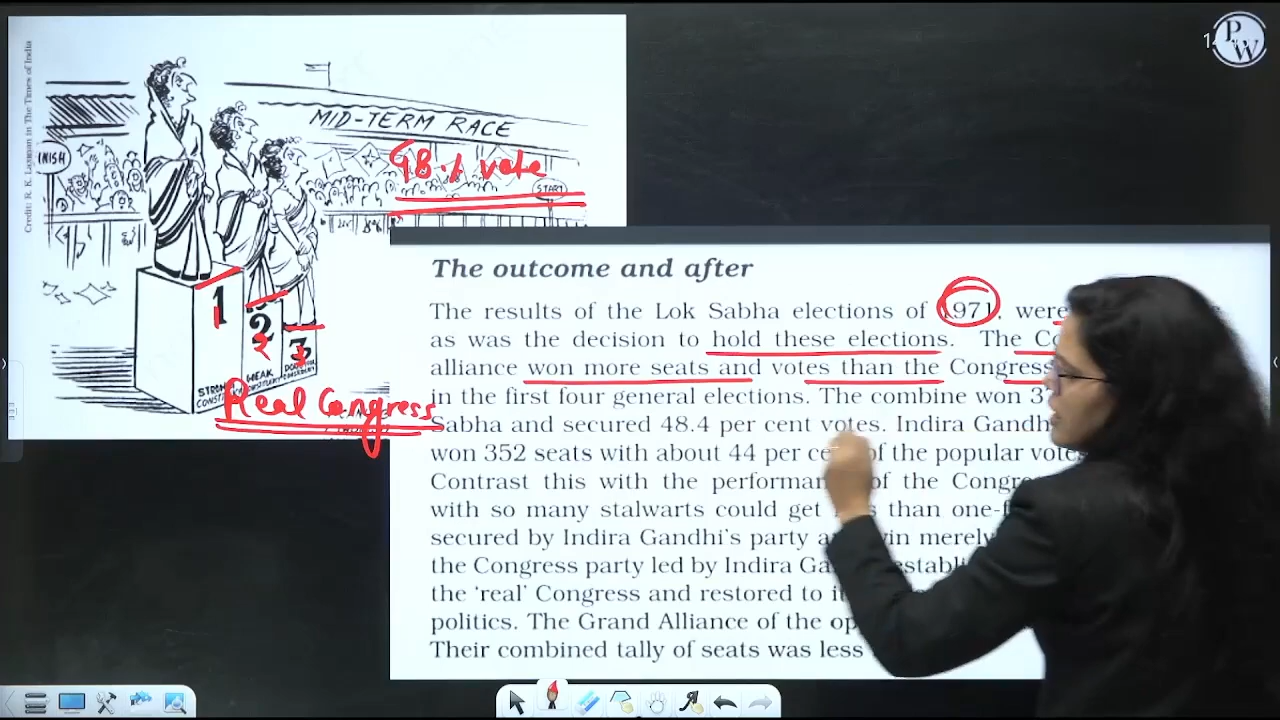 PW
Credit: R. K. Laxman in The Times of India
MID-TERM RACE
INISH
48.% vote
START
1
2
3
WEAK
Real Congress
The outcome and after
The results of the Lok Sabha elections of 1971, were
as was the decision to hold these elections. The Co
alliance won more seats and votes than the Congress
in the first four general elections. The combine won 37
Sabha and secured 48.4 per cent votes. Indira Gandh
won 352 seats with about 44 per ce of the popular votes
Contrast this with the performan of the Congre
with so many stalwarts could get than one-f
secured by Indira Gandhi's party a win merely
the Congress party led by Indira Ga establi
the 'real' Congress and restored to it
politics. The Grand Alliance of the op
Their combined tally of seats was less